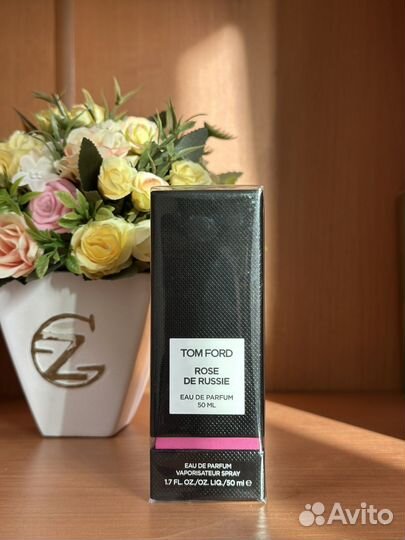 TOM FORD
ROSE
DE RUSSIE
EAU DE PARFUM
50 ML
EAU DE PARFUM
VAPORISATEUR SPRAY
1.7 FL.OZ./OZ. LIQ./50 ml ℮
Avito